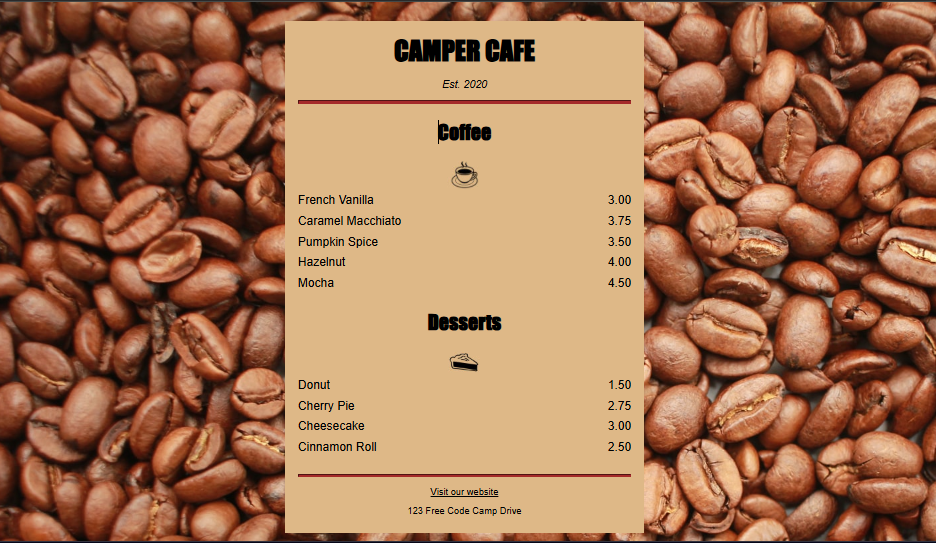 CAMPER CAFE
Est. 2020
Coffee
French Vanilla 3.00
Caramel Macchiato 3.75
Pumpkin Spice 3.50
Hazelnut 4.00
Mocha 4.50
Desserts
Donut 1.50
Cherry Pie 2.75
Cheesecake 3.00
Cinnamon Roll 2.50
Visit our website
123 Free Code Camp Drive